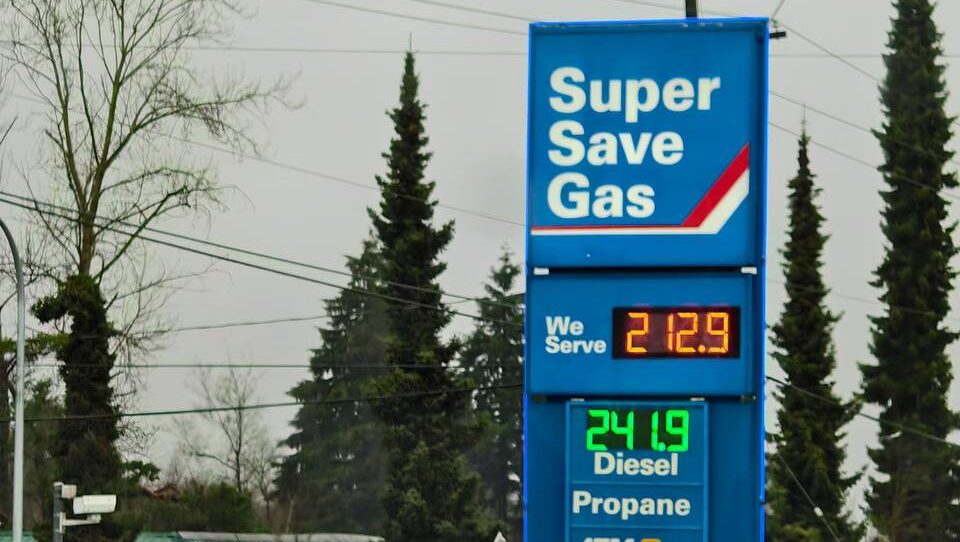 Super
Save
Gas
We
Serve
212.9
241.9
Diesel
Propane